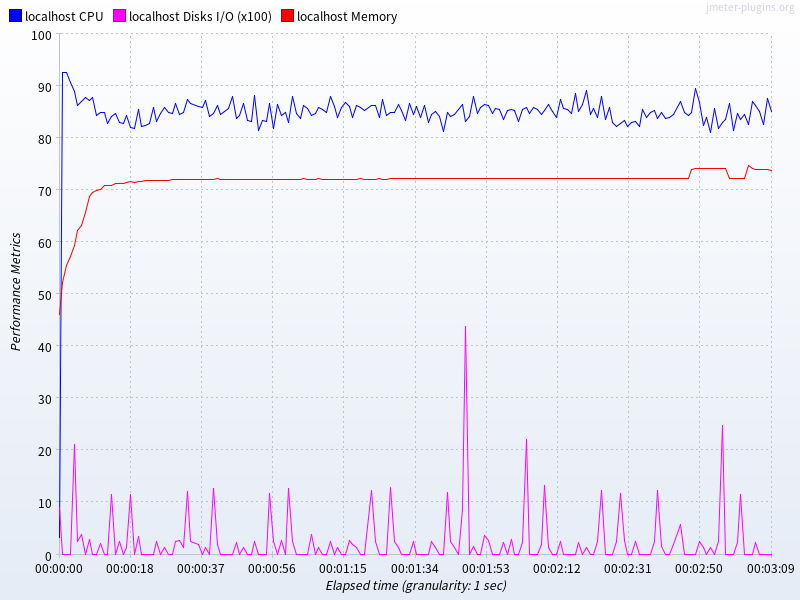 jmeter-plugins.org
localhost CPU localhost Disks I/O (x100) localhost Memory
100
90
80
70
60
50
40
30
20
10
0
Performance Metrics
00:00:00 00:00:18 00:00:37 00:00:56 00:01:15 00:01:34 00:01:53 00:02:12 00:02:31 00:02:50 00:03:09
Elapsed time (granularity: 1 sec)